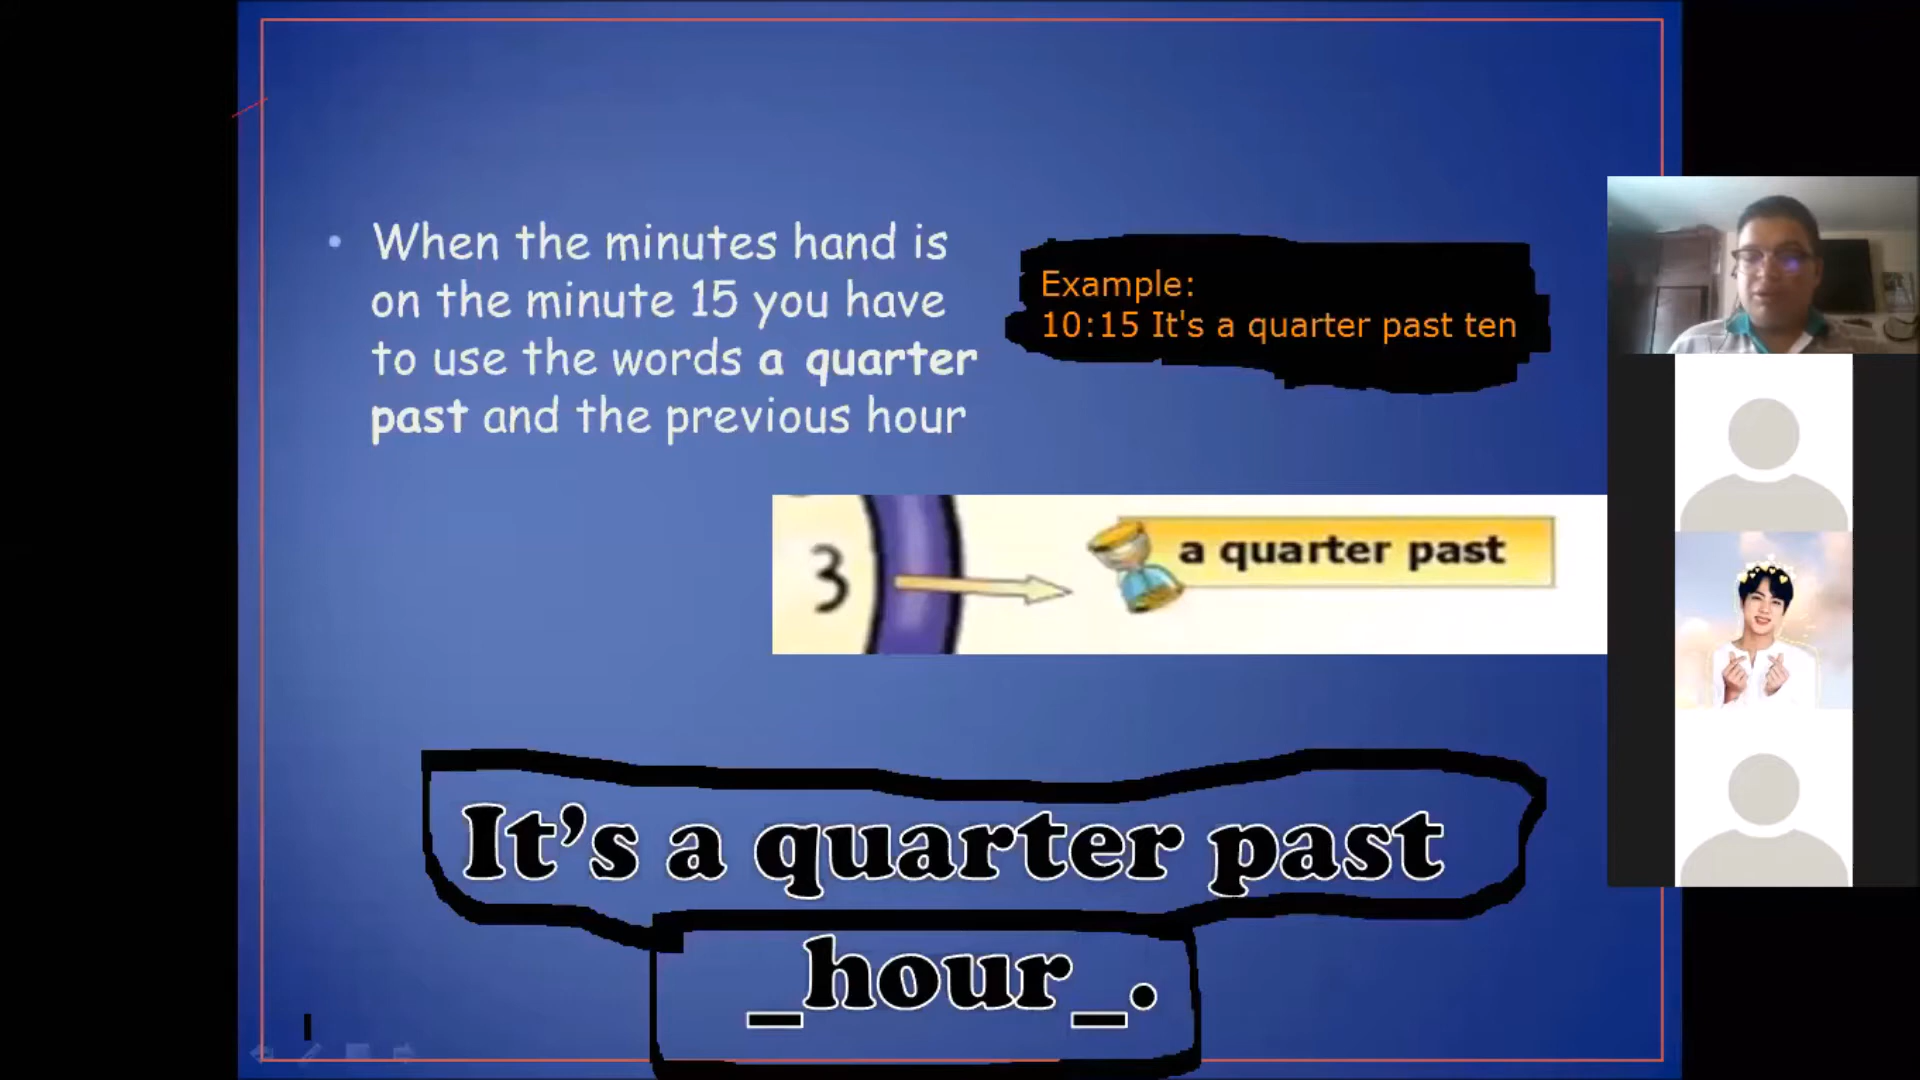 When the minutes hand is
on the minute 15 you have
to use the words a quarter
past and the previous hour
Example:
10:15 It's a quarter past ten
3
a quarter past
It's a quarter past
_hour_.